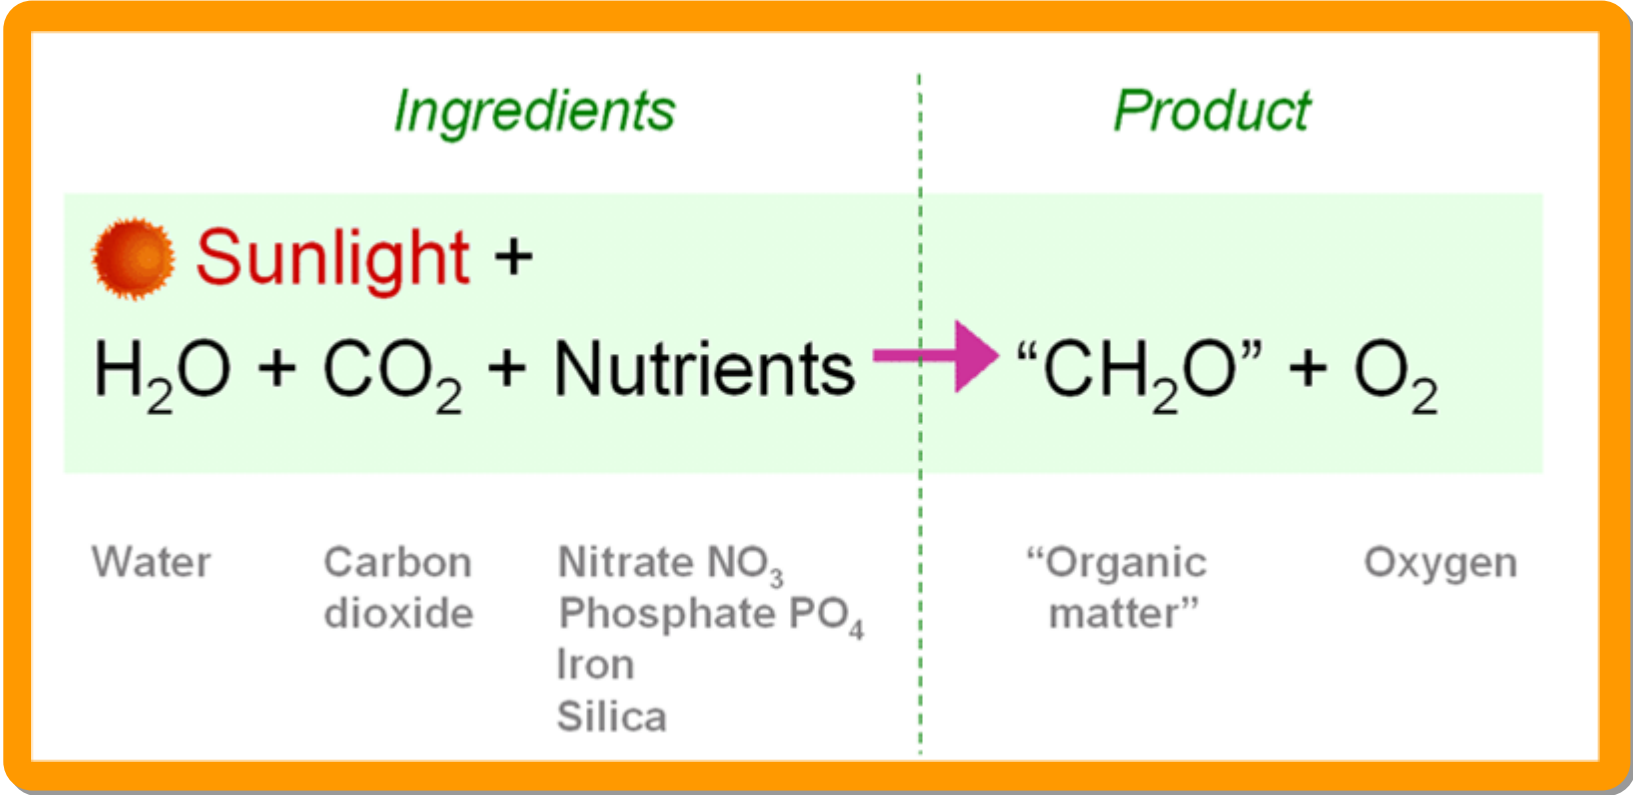 Ingredients
Product
Sunlight +
H₂O + CO₂ + Nutrients → “CH₂O” + O₂
Water
Carbon
dioxide
Nitrate NO₃
Phosphate PO₄
Iron
Silica
“Organic
matter”
Oxygen